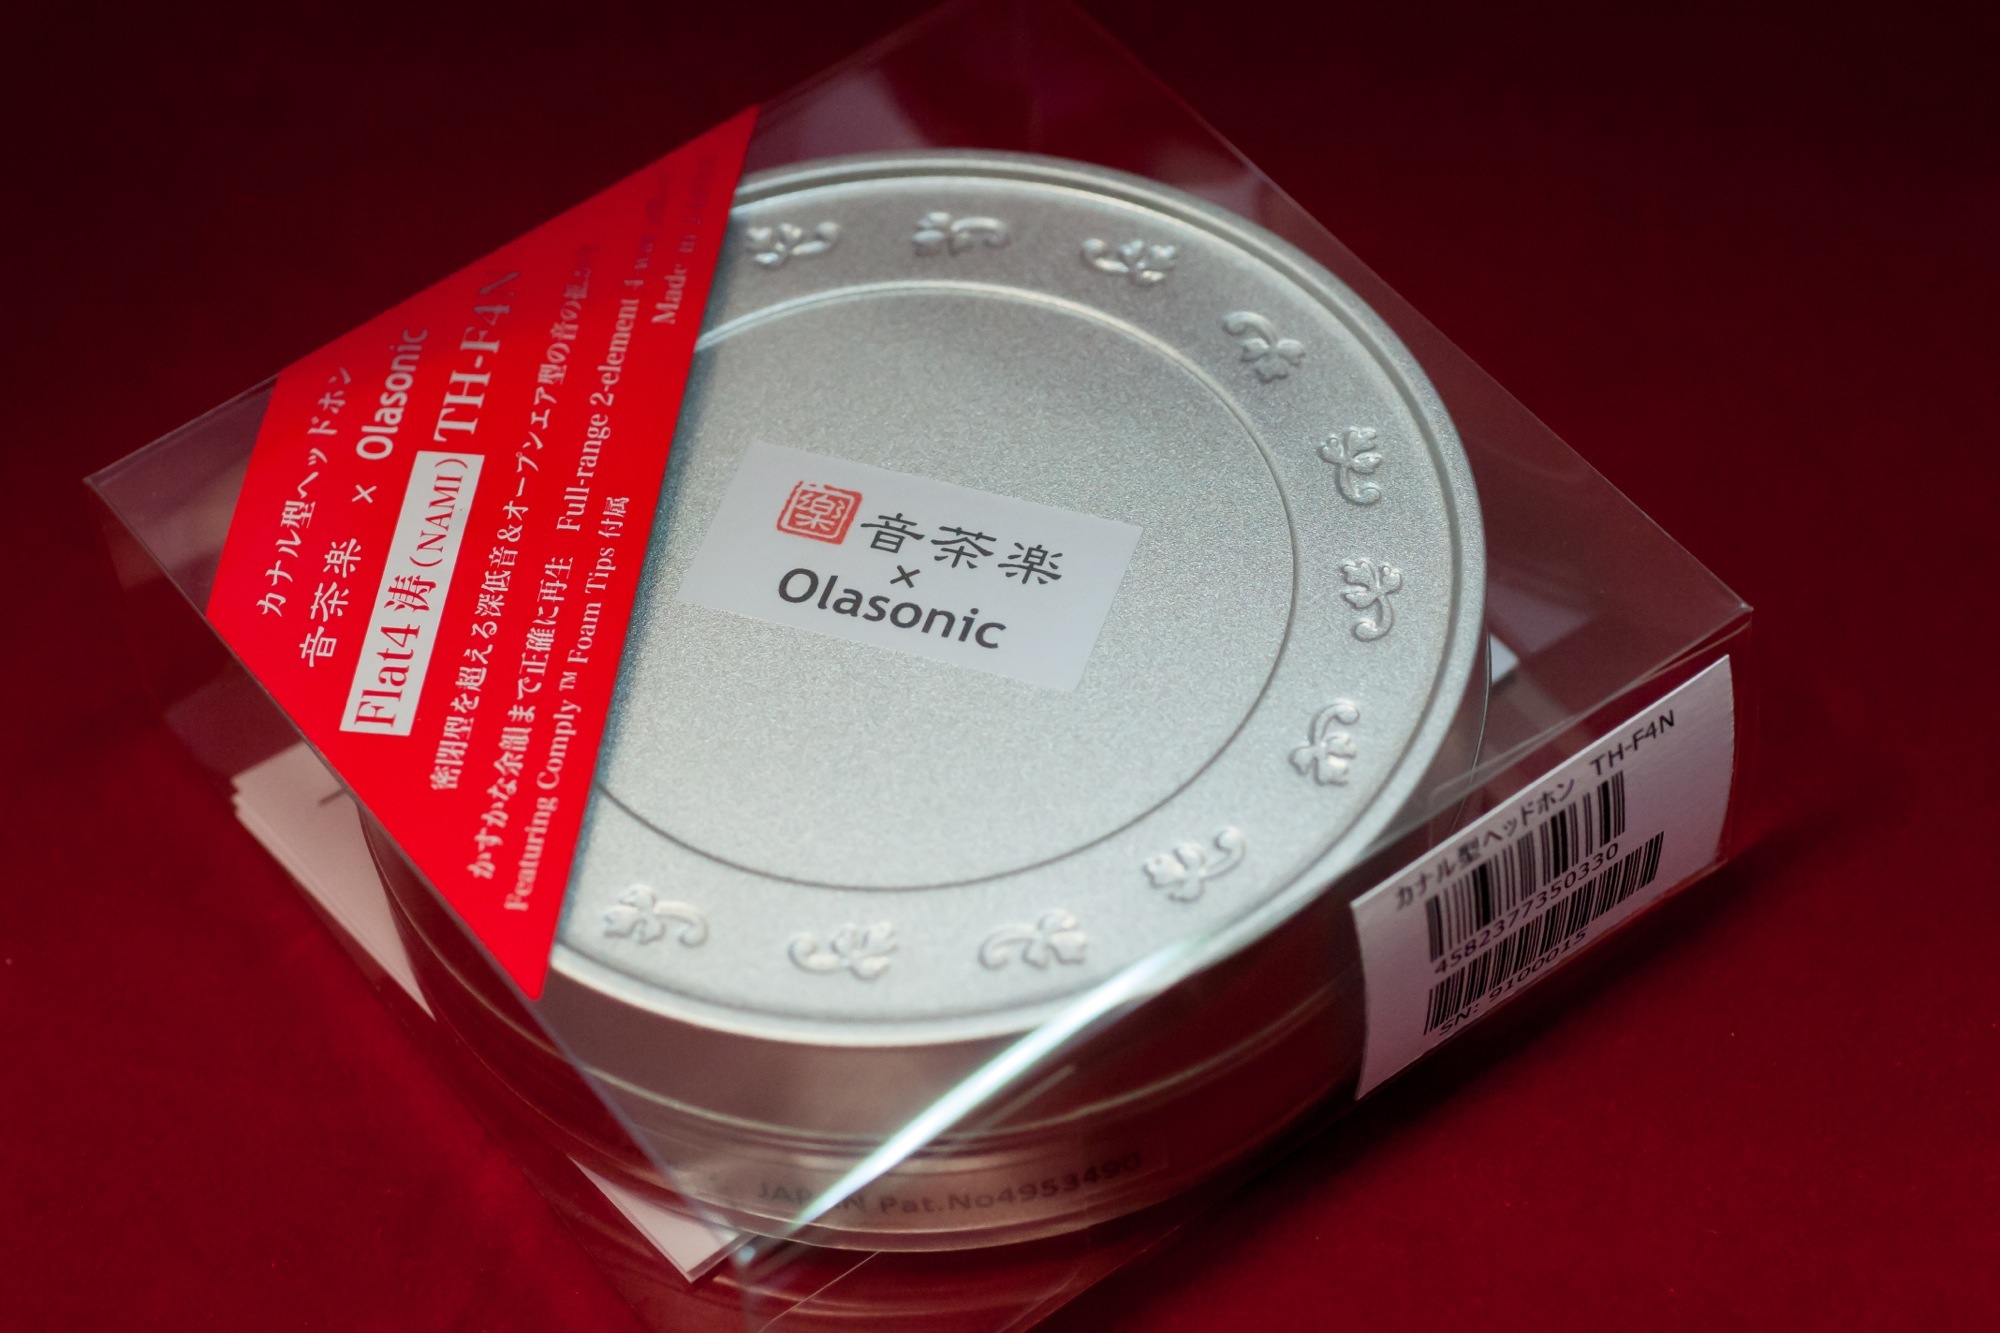 カナル型ヘッドホン
音茶楽 × Olasonic
Flat4 涛 (NAMI) TH-F4N
密閉型を超える深低音&オープンエア型の音の
かすかな余韻まで正確に再生 Full-range 2-element 4
Featuring Comply™ Foam Tips 付属 Made in
楽 音茶楽
×
Olasonic
カナル型ヘッドホン TH-F4N
4582377350330
SN: 9100015
JAPAN Pat.No4953490